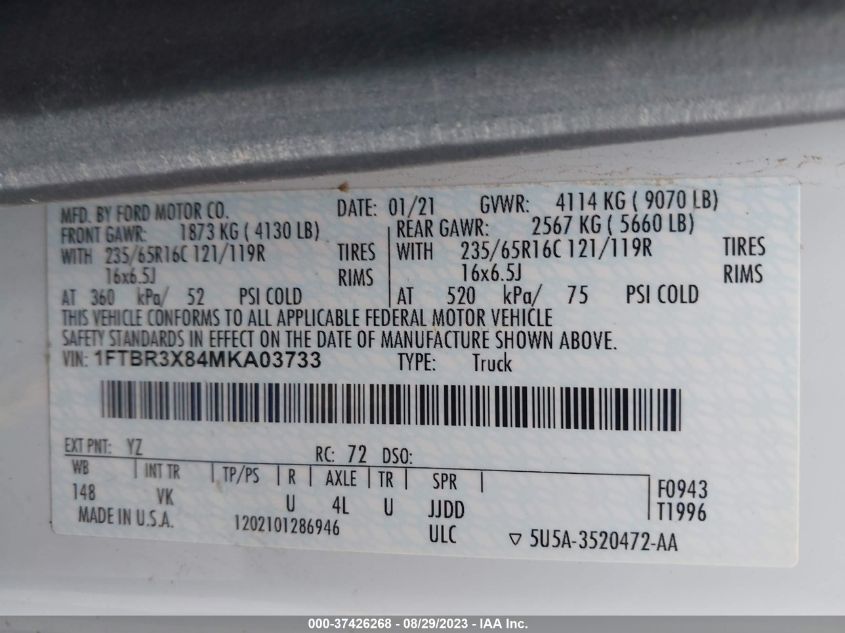 MFD. BY FORD MOTOR CO. DATE: 01/21 GVWR: 4114 KG ( 9070 LB)
FRONT GAWR: 1873 KG ( 4130 LB) REAR GAWR: 2567 KG ( 5660 LB)
WITH 235/65R16C 121/119R TIRES WITH 235/65R16C 121/119R TIRES
16x6.5J RIMS 16x6.5J RIMS
AT 360 kPa/ 52 PSI COLD AT 520 kPa/ 75 PSI COLD
THIS VEHICLE CONFORMS TO ALL APPLICABLE FEDERAL MOTOR VEHICLE
SAFETY STANDARDS IN EFFECT ON THE DATE OF MANUFACTURE SHOWN ABOVE.
VIN: 1FTBR3X84MKA03733 TYPE: Truck
EXT PNT: YZ RC: 72 DSO:
WB INT TR TP/PS R AXLE TR SPR F0943
148 VK U 4L U JJDD T1996
MADE IN U.S.A. 1202101286946 ULC ▽ 5U5A-3520472-AA
000-37426268 - 08/29/2023 - IAA Inc.